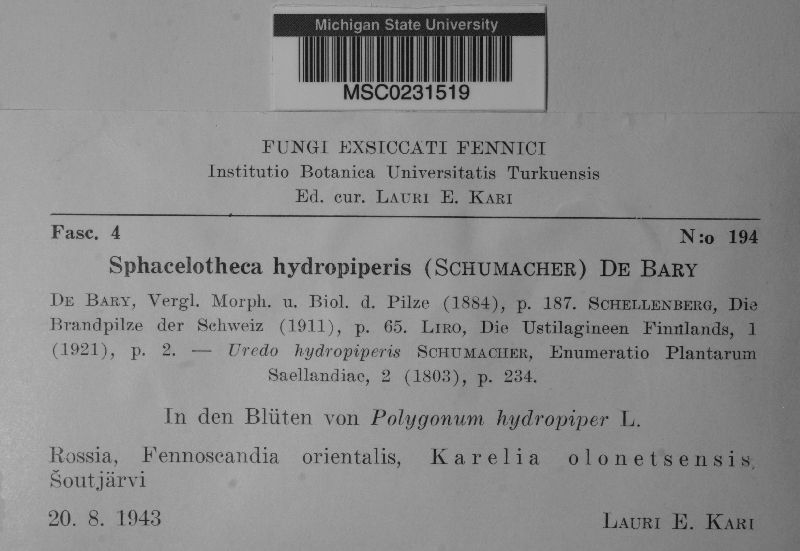 Michigan State University
MSC0231519
FUNGI EXSICCATI FENNICI
Institutio Botanica Universitatis Turkuensis
Ed. cur. LAURI E. KARI
Fasc. 4 N:o 194
Sphacelotheca hydropiperis (SCHUMACHER) DE BARY
DE BARY, Vergl. Morph. u. Biol. d. Pilze (1884), p. 187. SCHELLENBERG, Die
Brandpilze der Schweiz (1911), p. 65. LIRO, Die Ustilagineen Finnlands, 1
(1921), p. 2. — Uredo hydropiperis SCHUMACHER, Enumeratio Plantarum
Saellandiae, 2 (1803), p. 234.
In den Blüten von Polygonum hydropiper L.
Rossia, Fennoscandia orientalis, Karelia olonetsensis,
Šoutjärvi
20. 8. 1943 LAURI E. KARI